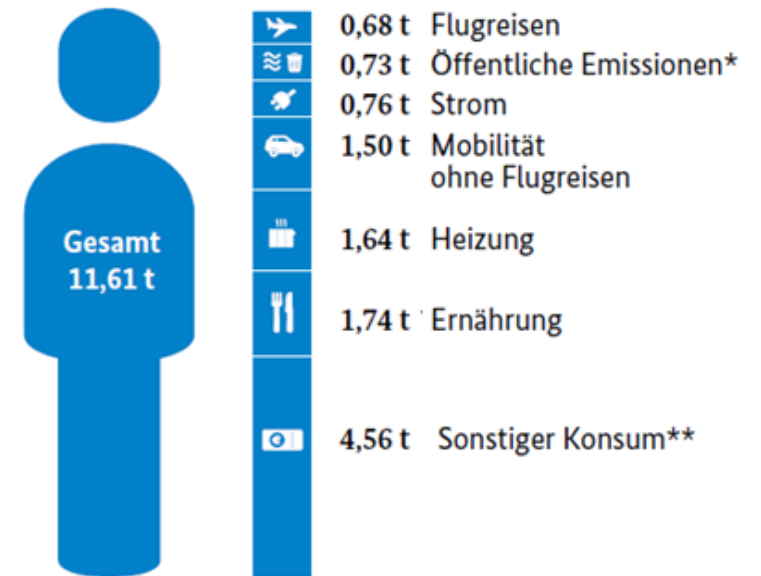 0,68 t Flugreisen
0,73 t Öffentliche Emissionen*
0,76 t Strom
1,50 t Mobilität
ohne Flugreisen
Gesamt
11,61 t
1,64 t Heizung
1,74 t Ernährung
4,56 t Sonstiger Konsum**